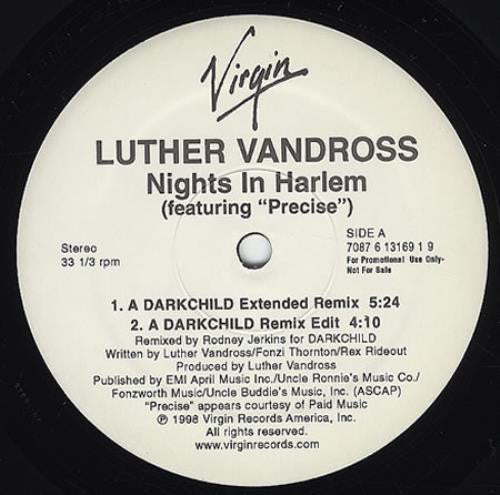 Virgin
LUTHER VANDROSS
Nights In Harlem
(featuring "Precise")
Stereo
33 1/3 rpm
SIDE A
7087 6 13169 1 9
For Promotional Use Only-
Not For Sale
1. A DARKCHILD Extended Remix 5:24
2. A DARKCHILD Remix Edit 4:10
Remixed by Rodney Jerkins for DARKCHILD
Written by Luther Vandross/Fonzi Thornton/Rex Rideout
Produced by Luther Vandross
Published by EMI April Music Inc./Uncle Ronnie's Music Co./
Fonzworth Music/Uncle Buddie's Music, Inc. (ASCAP)
"Precise" appears courtesy of Paid Music
℗ 1998 Virgin Records America, Inc.
All rights reserved.
www.virginrecords.com